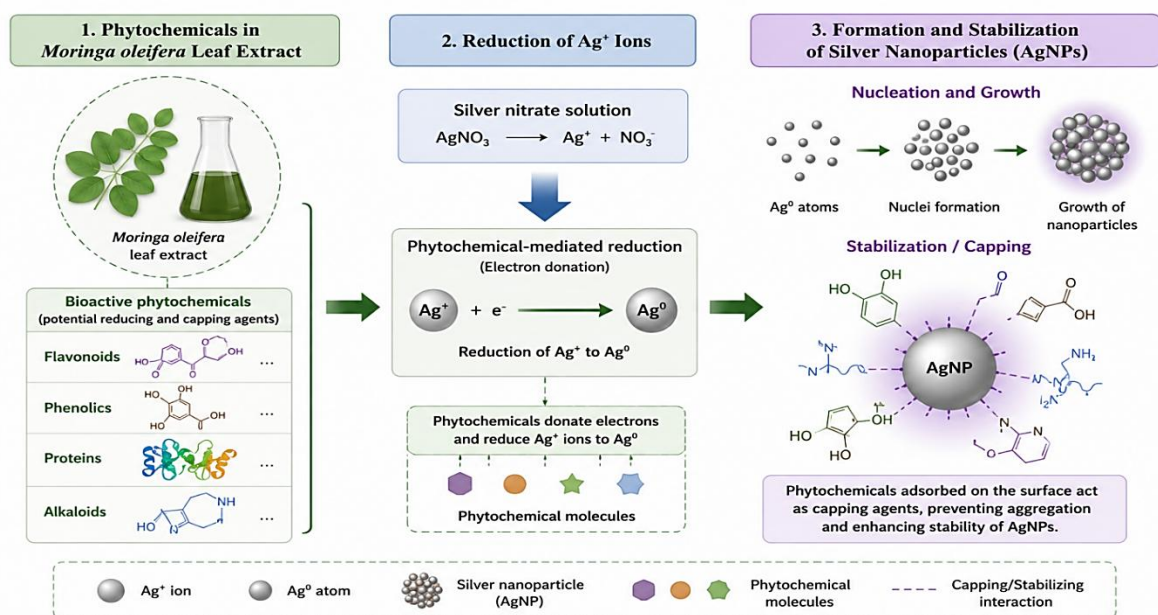 1. Phytochemicals in
Moringa oleifera Leaf Extract
Moringa oleifera
leaf extract
Bioactive phytochemicals
(potential reducing and capping agents)
Flavonoids
HO
O
O
O
OH
...
Phenolics
OH
HO
HO
O
OH
...
Proteins
...
Alkaloids
NH
HO
...
2. Reduction of Ag⁺ Ions
Silver nitrate solution
AgNO₃ ⟶ Ag⁺ + NO₃⁻
Phytochemical-mediated reduction
(Electron donation)
Ag⁺ + e⁻ ⟶ Ag⁰
Reduction of Ag⁺ to Ag⁰
Phytochemicals donate electrons
and reduce Ag⁺ ions to Ag⁰
Phytochemical molecules
3. Formation and Stabilization
of Silver Nanoparticles (AgNPs)
Nucleation and Growth
Ag⁰ atoms
Nuclei formation
Growth of
nanoparticles
Stabilization / Capping
OH
HO
O
O
OH
AgNP
N
N
NH₂
N
I₂N
HO
HO
OH
N
N
O
Phytochemicals adsorbed on the surface act
as capping agents, preventing aggregation
and enhancing stability of AgNPs.
Ag⁺ ion
Ag⁰ atom
Silver nanoparticle
(AgNP)
Phytochemical
molecules
Capping/Stabilizing
interaction